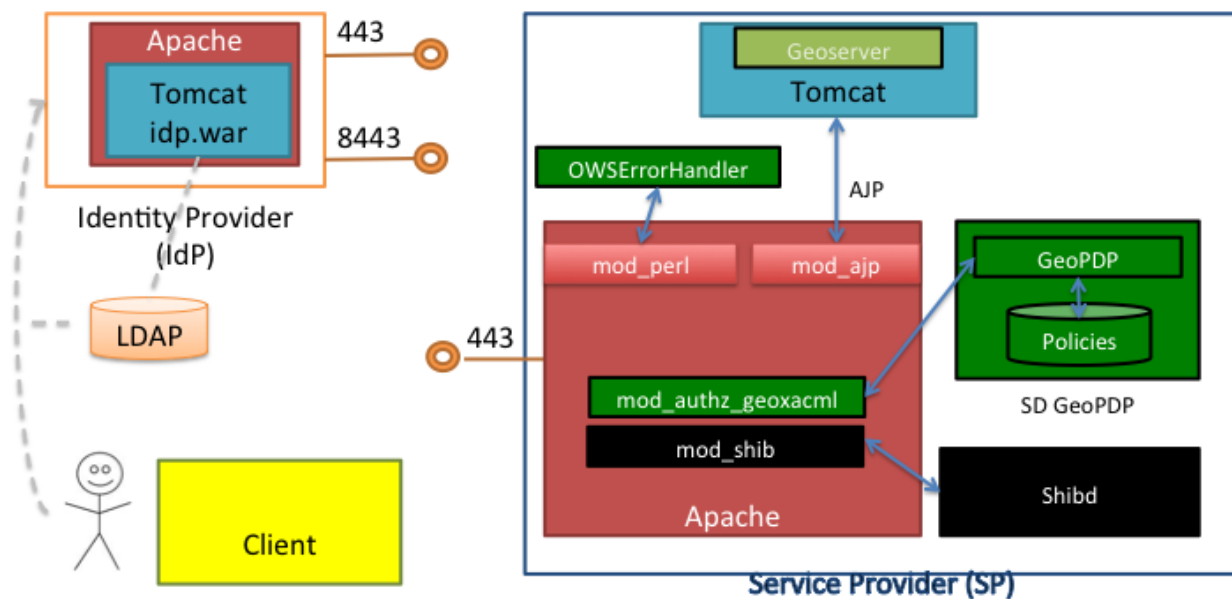 Apache
443
Tomcat
idp.war
8443
Identity Provider
(IdP)
LDAP
Client
Geoserver
Tomcat
OWSErrorHandler
AJP
mod_perl
mod_ajp
GeoPDP
Policies
SD GeoPDP
443
mod_authz_geoxacml
mod_shib
Shibd
Apache
Service Provider (SP)